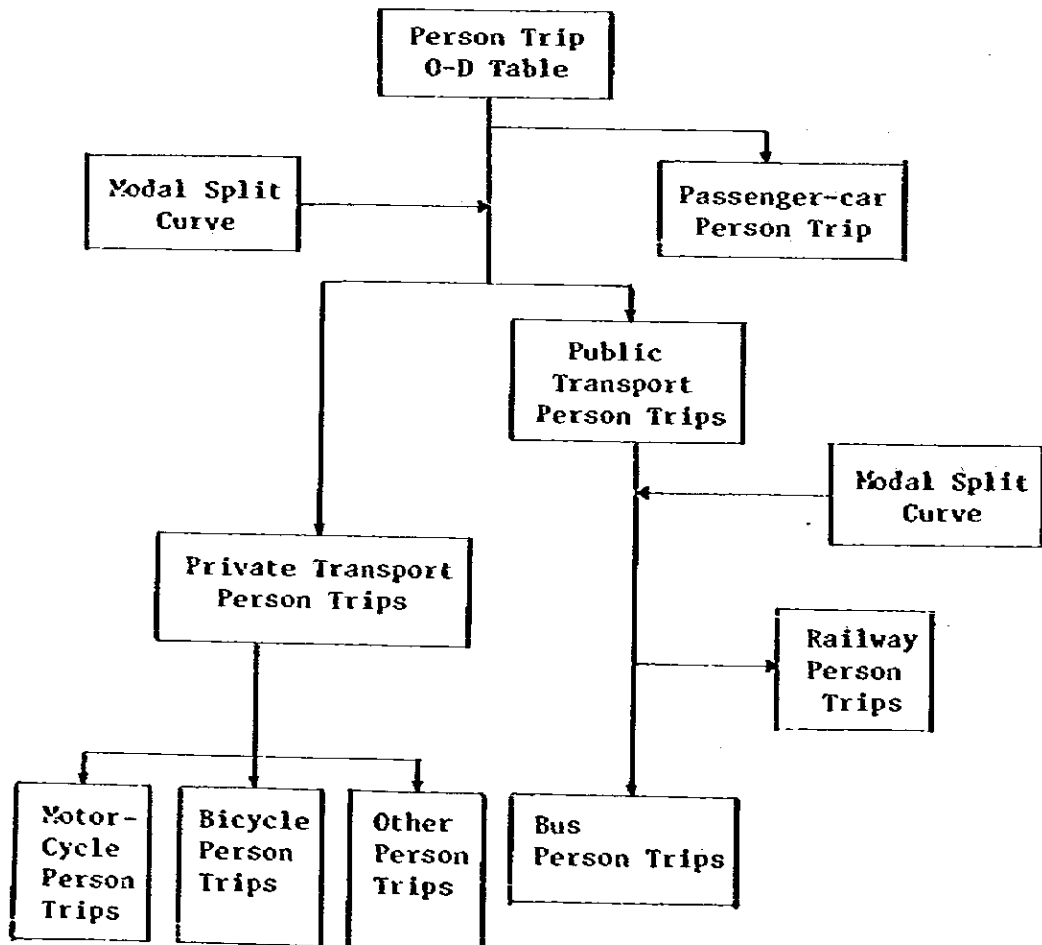 Person Trip
O-D Table
Modal Split
Curve
Passenger-car
Person Trip
Public
Transport
Person Trips
Modal Split
Curve
Private Transport
Person Trips
Railway
Person
Trips
Motor-
Cycle
Person
Trips
Bicycle
Person
Trips
Other
Person
Trips
Bus
Person Trips